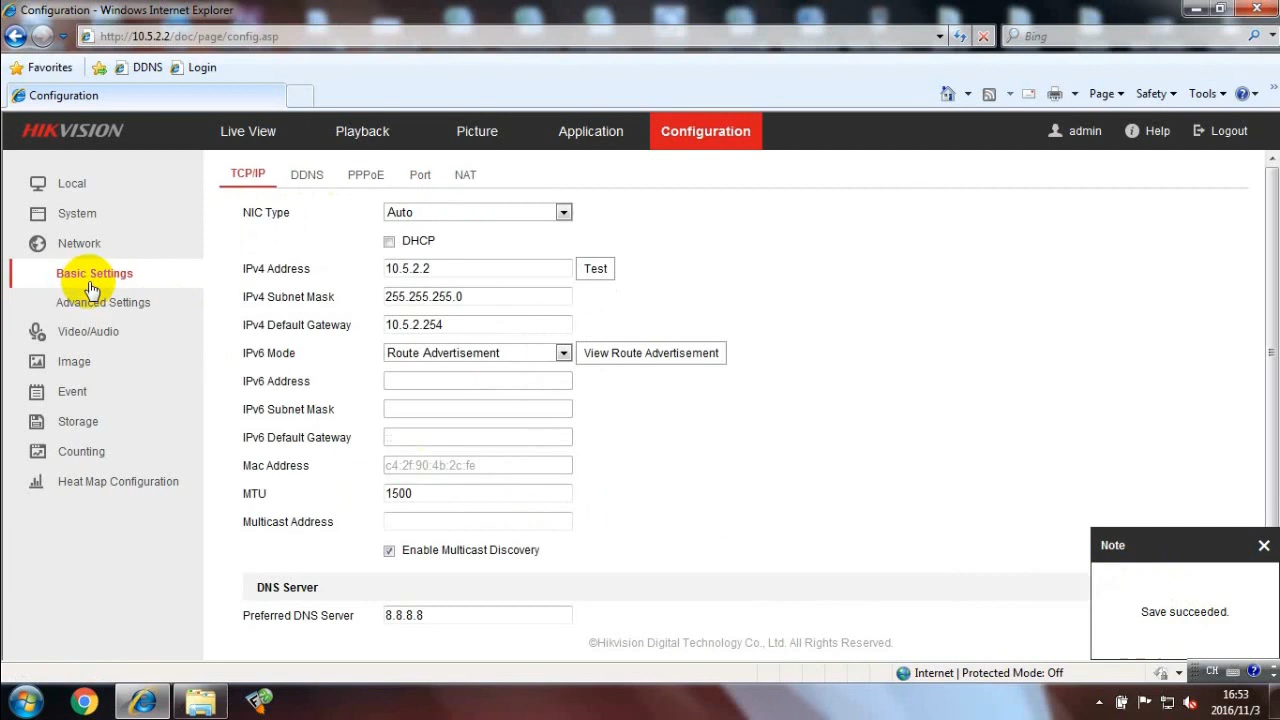 Configuration - Windows Internet Explorer
http://10.5.2.2/doc/page/config.asp
Bing
Favorites DDNS Login
Configuration
Page Safety Tools
HIKVISION Live View Playback Picture Application Configuration admin Help Logout
Local
System
Network
Basic Settings
Advanced Settings
Video/Audio
Image
Event
Storage
Counting
Heat Map Configuration
TCP/IP DDNS PPPoE Port NAT
NIC Type Auto
DHCP
IPv4 Address 10.5.2.2 Test
IPv4 Subnet Mask 255.255.255.0
IPv4 Default Gateway 10.5.2.254
IPv6 Mode Route Advertisement View Route Advertisement
IPv6 Address
IPv6 Subnet Mask
IPv6 Default Gateway ::
Mac Address c4:2f:90:4b:2c:fe
MTU 1500
Multicast Address
Enable Multicast Discovery
DNS Server
Preferred DNS Server 8.8.8.8
Note
Save succeeded.
©Hikvision Digital Technology Co., Ltd. All Rights Reserved.
Internet | Protected Mode: Off
CH
16:53
2016/11/3